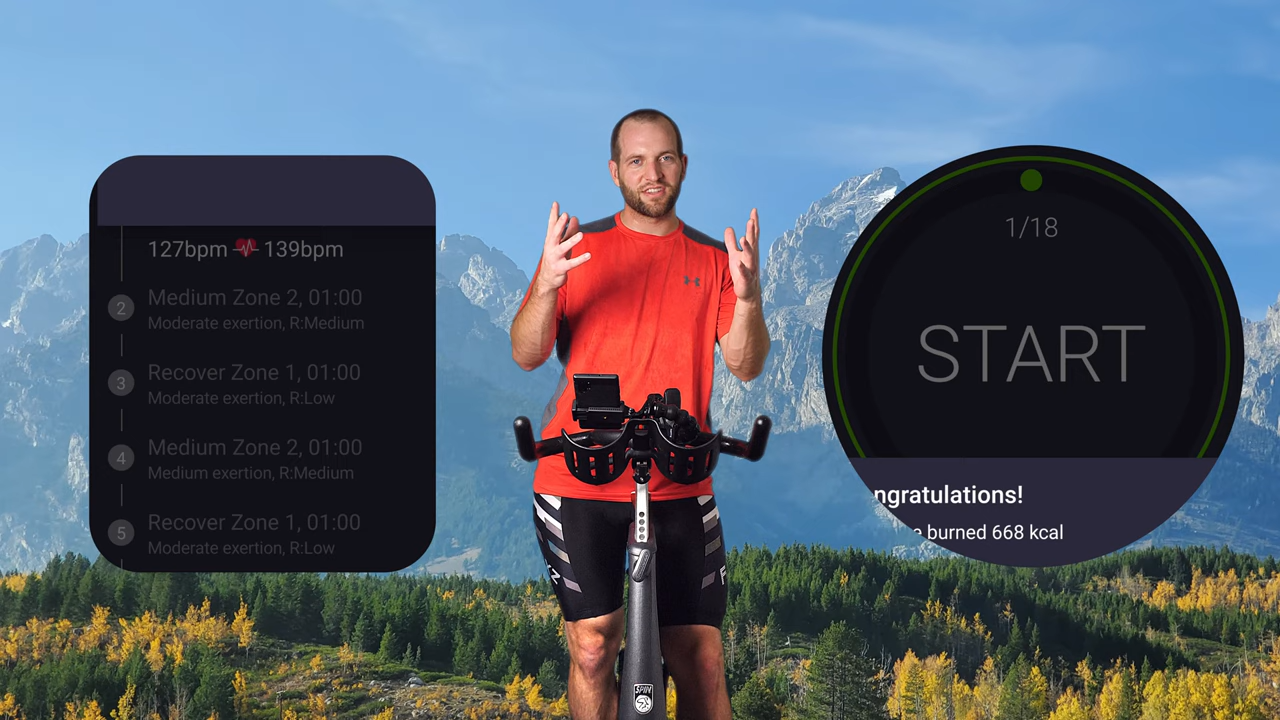 127bpm 139bpm
2
Medium Zone 2, 01:00
Moderate exertion, R:Medium
3
Recover Zone 1, 01:00
Moderate exertion, R:Low
4
Medium Zone 2, 01:00
Medium exertion, R:Medium
5
Recover Zone 1, 01:00
Moderate exertion, R:Low
SPIN
1/18
START
ngratulations!
e burned 668 kcal